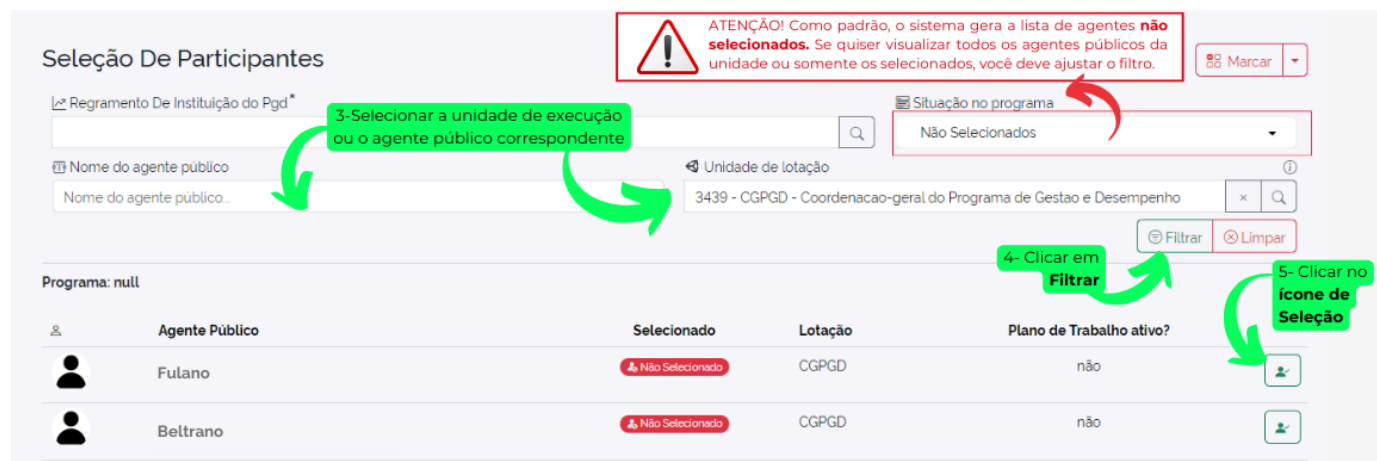 ATENÇÃO! Como padrão, o sistema gera a lista de agentes não
selecionados. Se quiser visualizar todos os agentes públicos da
unidade ou somente os selecionados, você deve ajustar o filtro.
Seleção De Participantes
Marcar
Regramento De Instituição do Pgd*
Situação no programa
3-Selecionar a unidade de execução
ou o agente público correspondente
Não Selecionados
Nome do agente público
Unidade de lotação
Nome do agente público...
3439 - CGPGD - Coordenacao-geral do Programa de Gestao e Desempenho
Filtrar
Limpar
4- Clicar em
Filtrar
5- Clicar no
ícone de
Seleção
Programa: null
Agente Público Selecionado Lotação Plano de Trabalho ativo?
Fulano Não Selecionado CGPGD não
Beltrano Não Selecionado CGPGD não